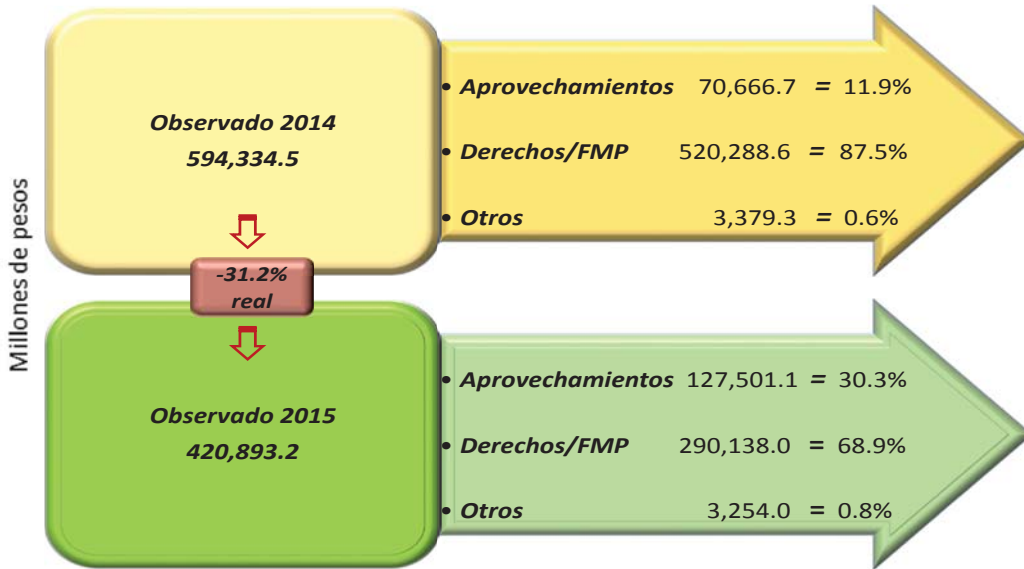 Millones de pesos
Observado 2014
594,334.5
• Aprovechamientos 70,666.7 = 11.9%
• Derechos/FMP 520,288.6 = 87.5%
• Otros 3,379.3 = 0.6%
-31.2%
real
Observado 2015
420,893.2
• Aprovechamientos 127,501.1 = 30.3%
• Derechos/FMP 290,138.0 = 68.9%
• Otros 3,254.0 = 0.8%